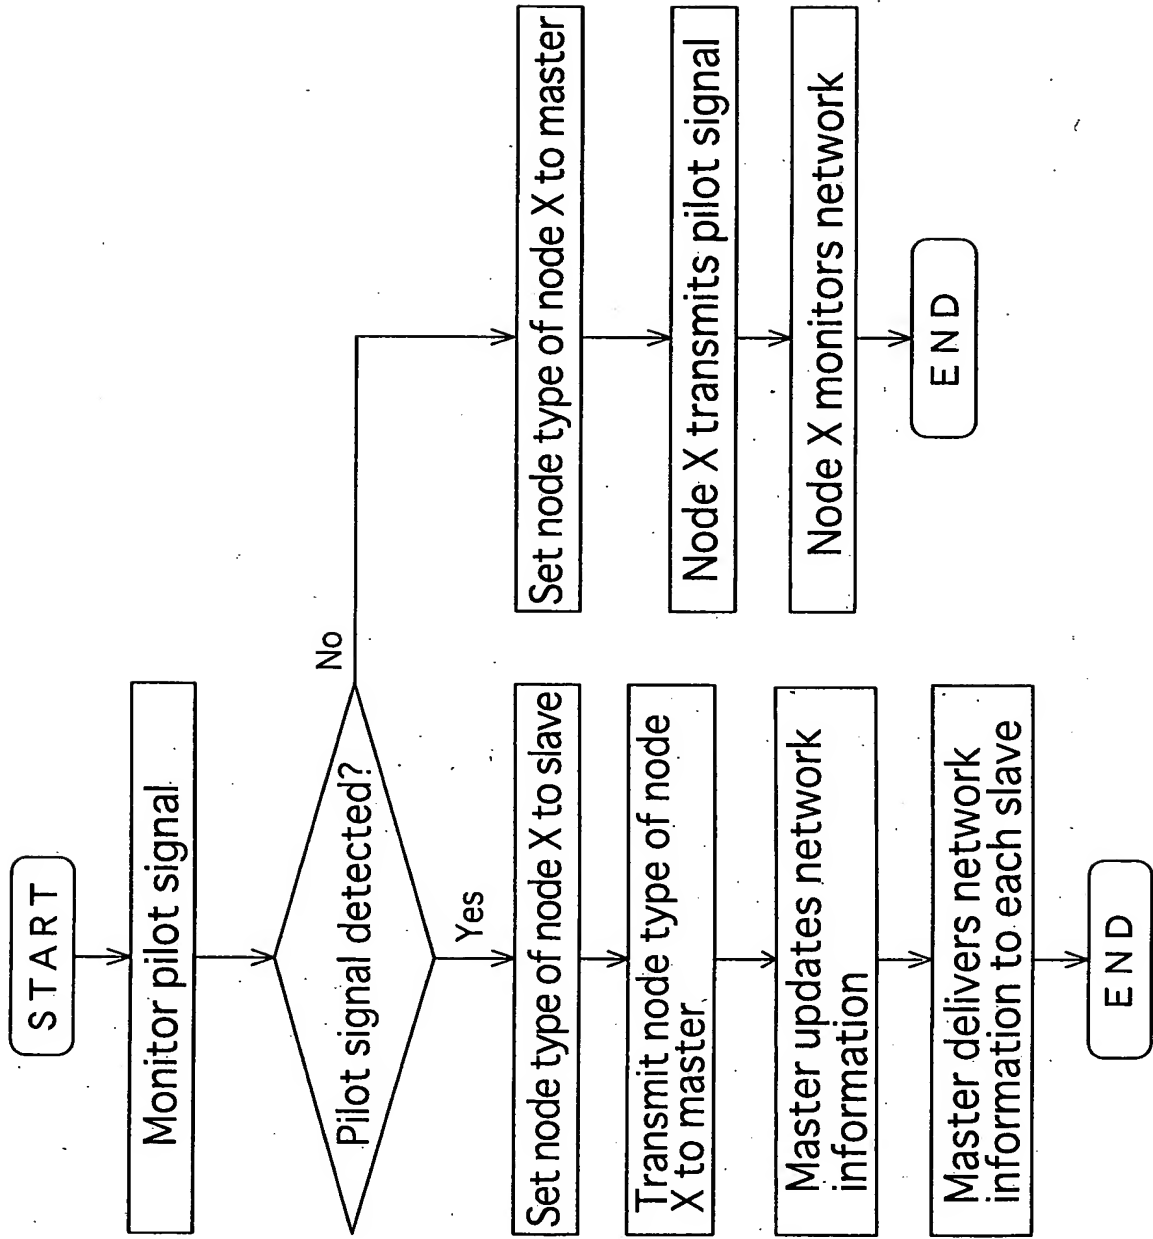 START
Monitor pilot signal
Pilot signal detected?
No
Yes
Set node type of node X to slave
Transmit node type of node
X to master
Master updates network
information
Master delivers network
information to each slave
END
Set node type of node X to master
Node X transmits pilot signal
Node X monitors network
END